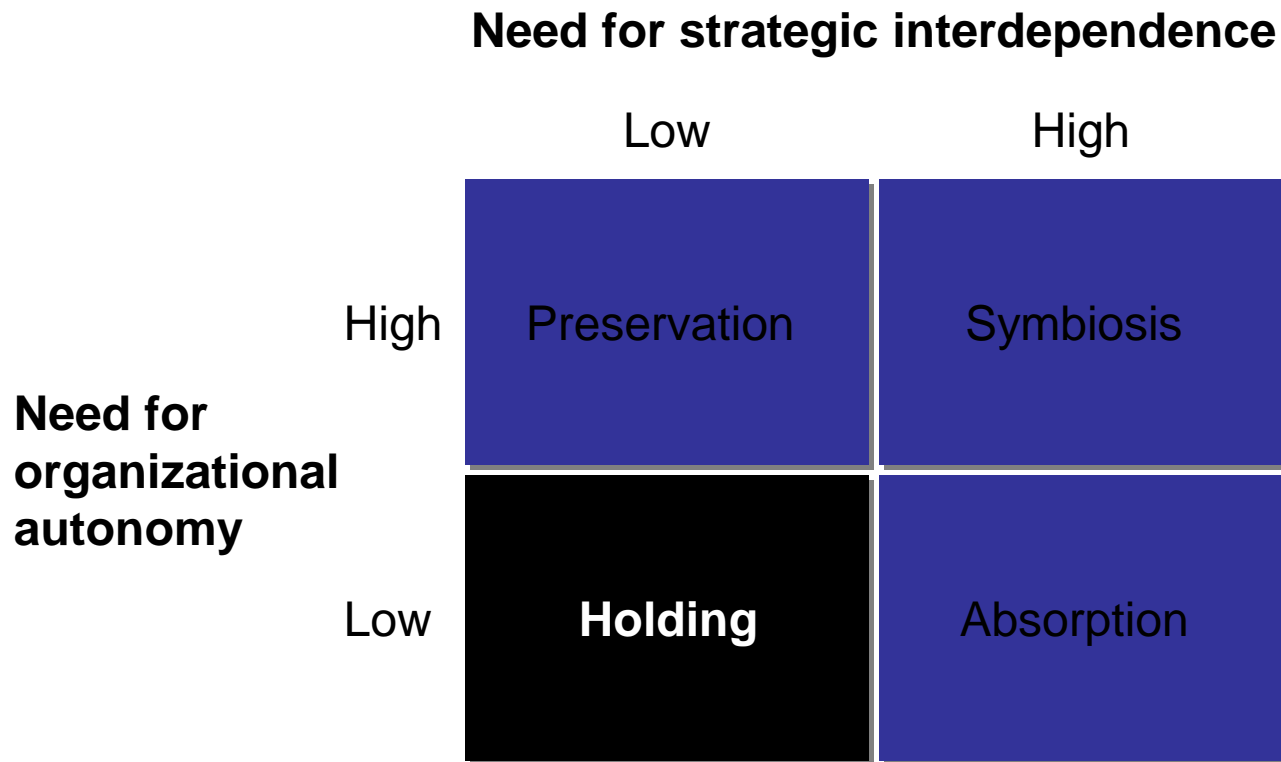 Need for strategic interdependence
Low High
High Preservation Symbiosis
Need for
organizational
autonomy
Low Holding Absorption